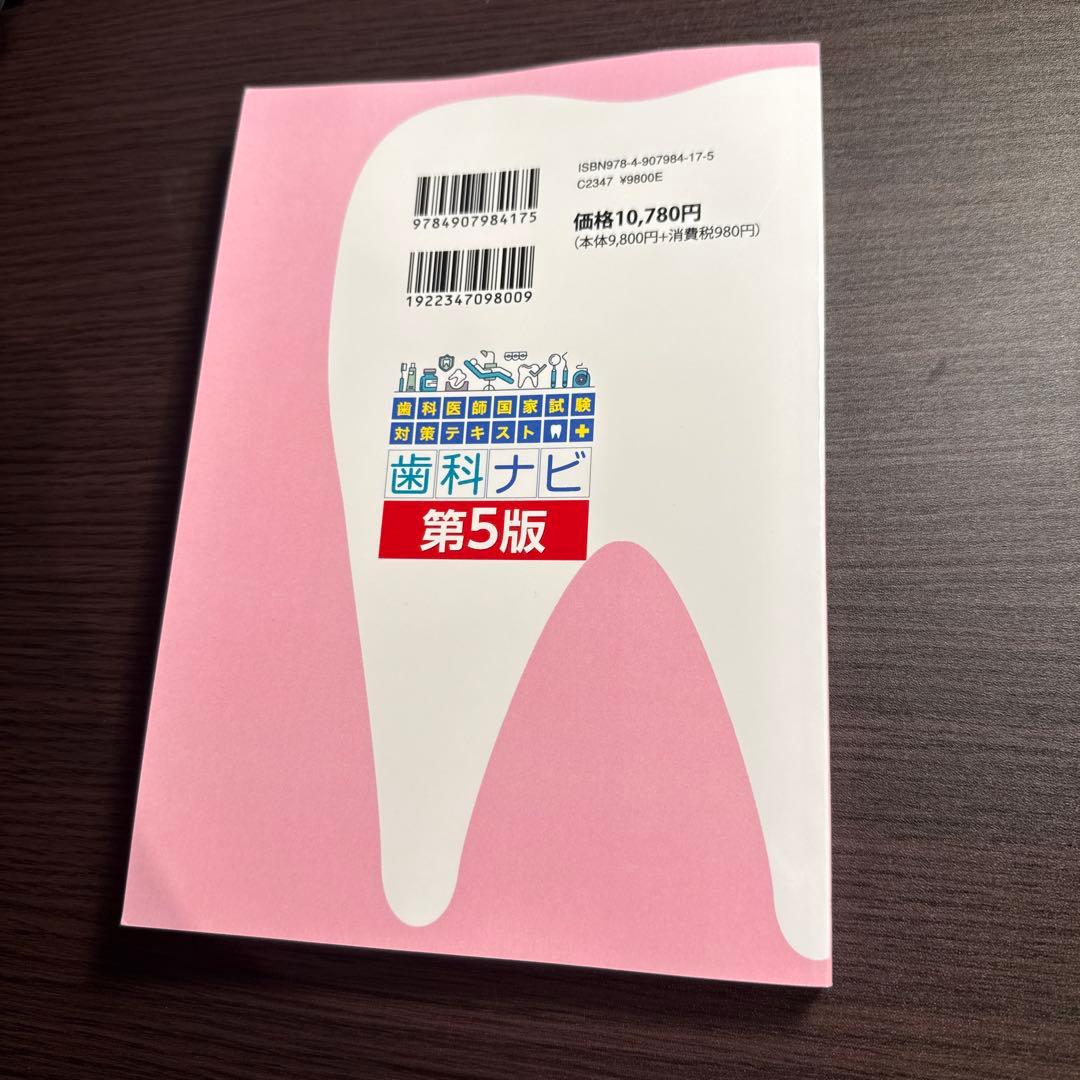 ISBN978-4-907984-17-5
C2347 ¥9800E
9784907984175
価格10,780円
(本体9,800円+消費税980円)
1922347098009
歯科医師国家試験
対策テキスト
歯科ナビ
第5版